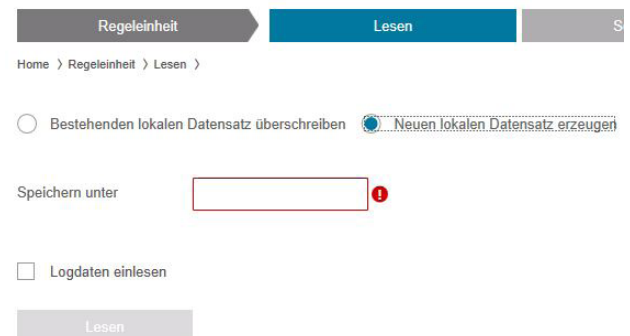 Regeleinheit Lesen
Home > Regeleinheit > Lesen >
Bestehenden lokalen Datensatz überschreiben Neuen lokalen Datensatz erzeugen
Speichern unter
Logdaten einlesen
Lesen